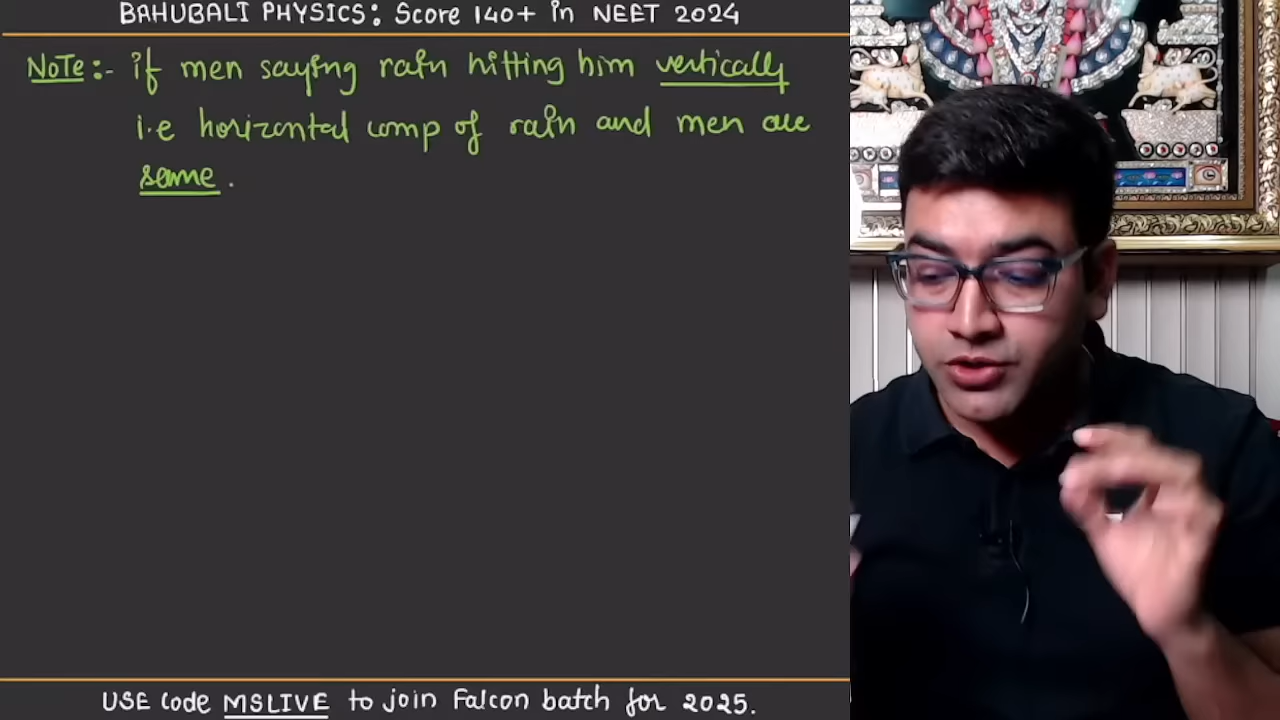 BAHUBALI PHYSICS: Score 140+ in NEET 2024
NOTE:- if men saying rain hitting him vertically
i.e horizontal comp of rain and men are
same.
USE Code MSLIVE to join Falcon batch for 2025.